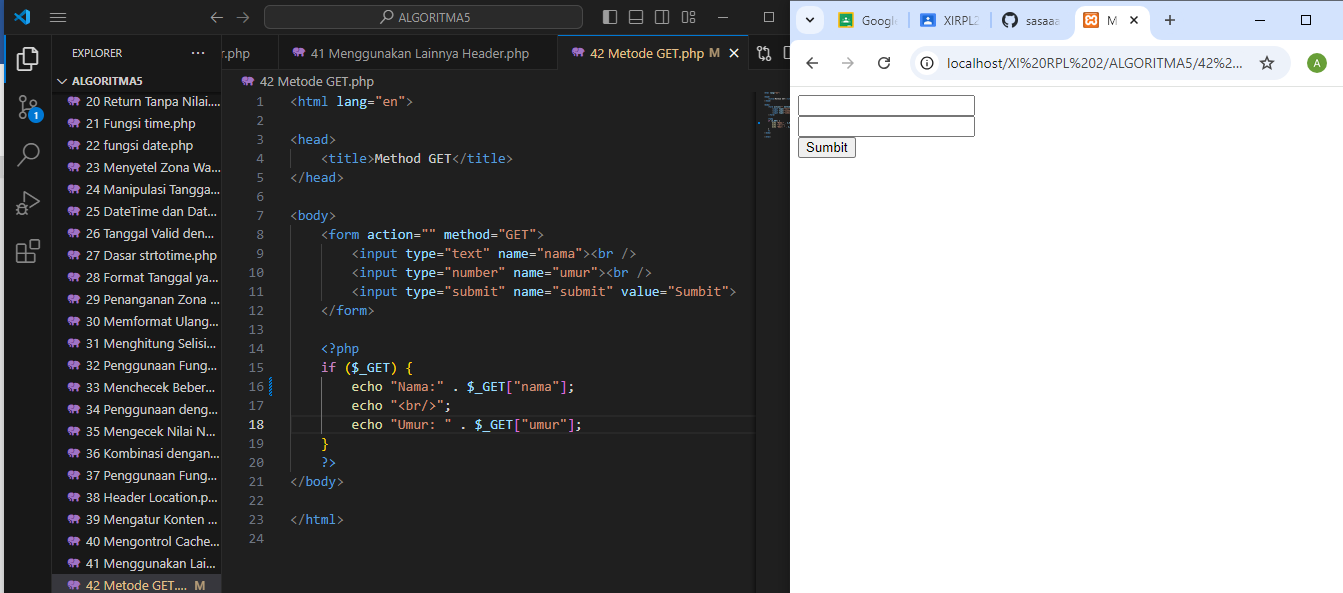 ALGORITMA5
EXPLORER
ALGORITMA5
20 Return Tanpa Nilai....
21 Fungsi time.php
22 fungsi date.php
23 Menyetel Zona Wa...
24 Manipulasi Tangga...
25 DateTime dan Dat...
26 Tanggal Valid den...
27 Dasar strtotime.php
28 Format Tanggal ya...
29 Penanganan Zona ...
30 Memformat Ulang...
31 Menghitung Selisi...
32 Penggunaan Fung...
33 Menchecek Beber...
34 Penggunaan deng...
35 Mengecek Nilai N...
36 Kombinasi dengan...
37 Penggunaan Fung...
38 Header Location.p...
39 Mengatur Konten ...
40 Mengontrol Cache...
41 Menggunakan Lai...
42 Metode GET.... M
1
r.php
41 Menggunakan Lainnya Header.php
42 Metode GET.php M
42 Metode GET.php
1 <html lang="en">
2
3 <head>
4     <title>Method GET</title>
5 </head>
6
7 <body>
8     <form action="" method="GET">
9         <input type="text" name="nama"><br />
10         <input type="number" name="umur"><br />
11         <input type="submit" name="submit" value="Sumbit">
12     </form>
13
14     <?php
15     if ($_GET) {
16         echo "Nama:" . $_GET["nama"];
17         echo "<br/>";
18         echo "Umur: " . $_GET["umur"];
19     }
20     ?>
21 </body>
22
23 </html>
24
Google
XIRPL2
sasaaa
M
localhost/XI%20RPL%202/ALGORITMA5/42%2...
A
Sumbit